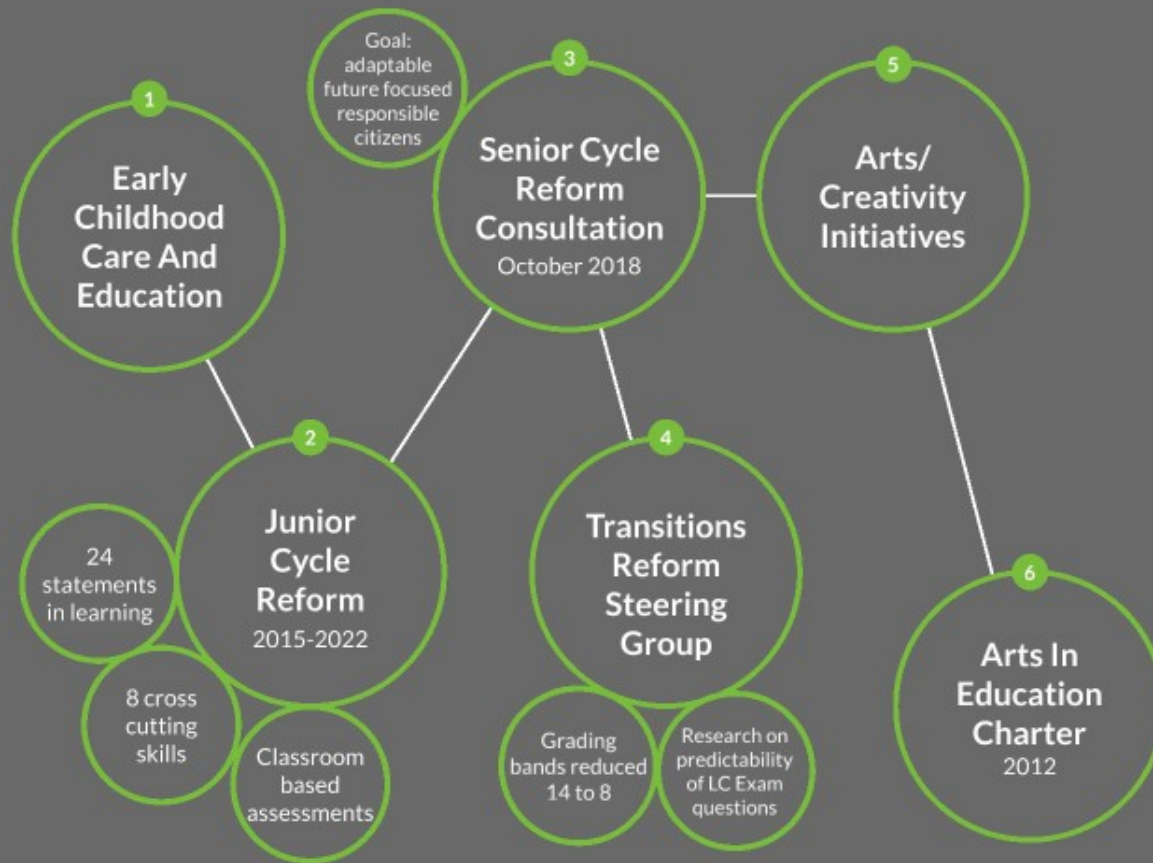 1
Early
Childhood
Care And
Education
2
Junior
Cycle
Reform
2015-2022
24
statements
in learning
8 cross
cutting
skills
Classroom
based
assessments
Goal:
adaptable
future focused
responsible
citizens
3
Senior Cycle
Reform
Consultation
October 2018
4
Transitions
Reform
Steering
Group
Grading
bands reduced
14 to 8
Research on
predictability
of LC Exam
questions
5
Arts/
Creativity
Initiatives
6
Arts In
Education
Charter
2012